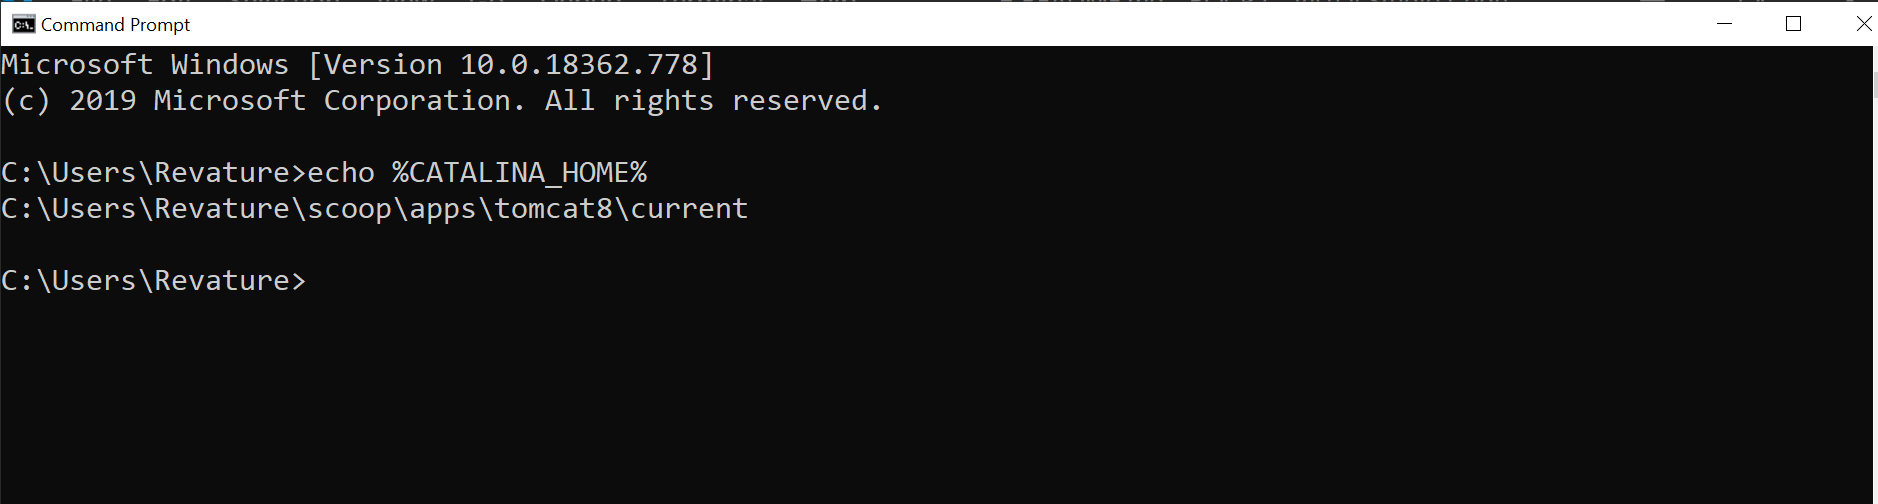 Command Prompt
Microsoft Windows [Version 10.0.18362.778]
(c) 2019 Microsoft Corporation. All rights reserved.
C:\Users\Revature>echo %CATALINA_HOME%
C:\Users\Revature\scoop\apps\tomcat8\current
C:\Users\Revature>